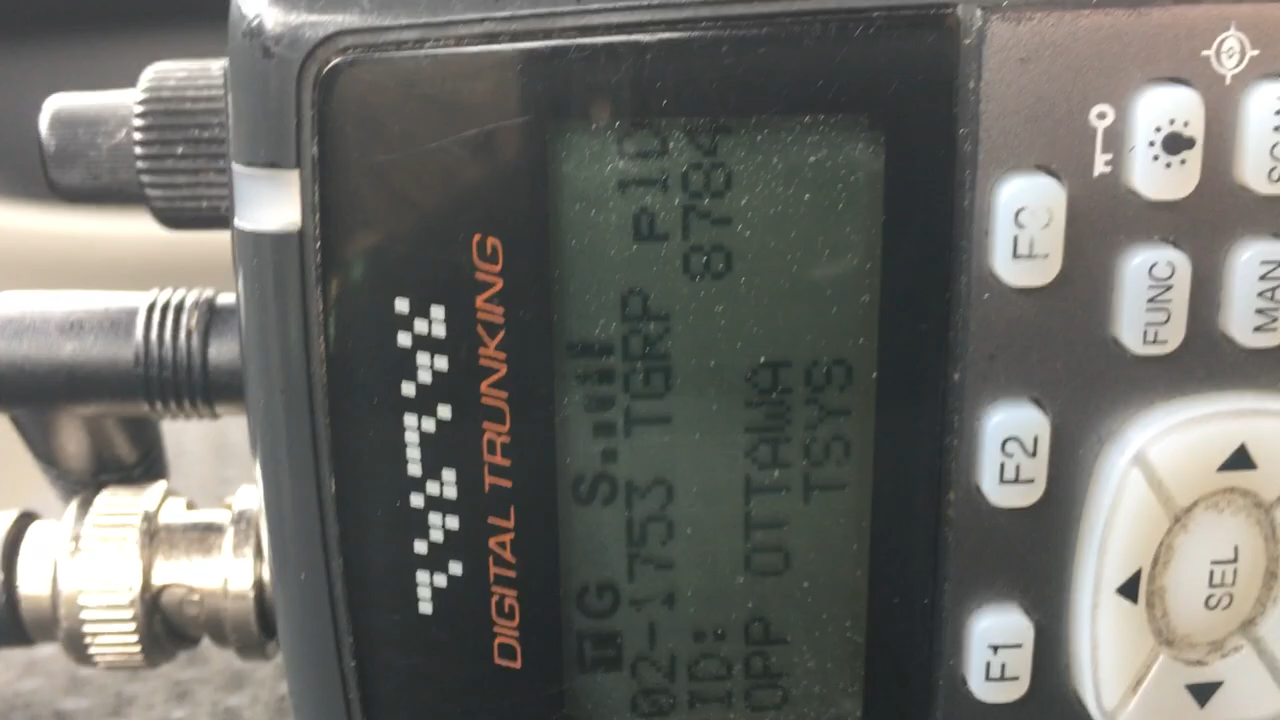 DIGITAL TRUNKING
TG S
02-1753 TGRP P10
ID: 8784
OPP OTTAWA
TSYS
F1
F2
F3
FUNC
SEL
MAN